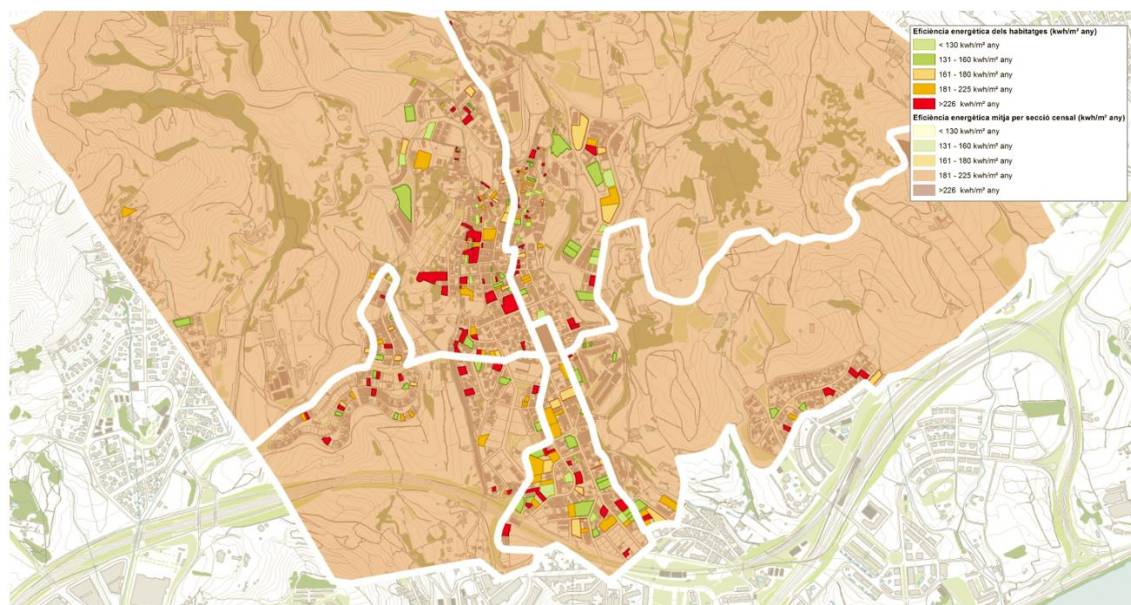 Eficiència energètica dels habitatges (kwh/m² any)
< 130 kwh/m² any
131 - 160 kwh/m² any
161 - 180 kwh/m² any
181 - 225 kwh/m² any
>226 kwh/m² any
Eficiència energètica mitja per secció censal (kwh/m² any)
< 130 kwh/m² any
131 - 160 kwh/m² any
161 - 180 kwh/m² any
181 - 225 kwh/m² any
>226 kwh/m² any